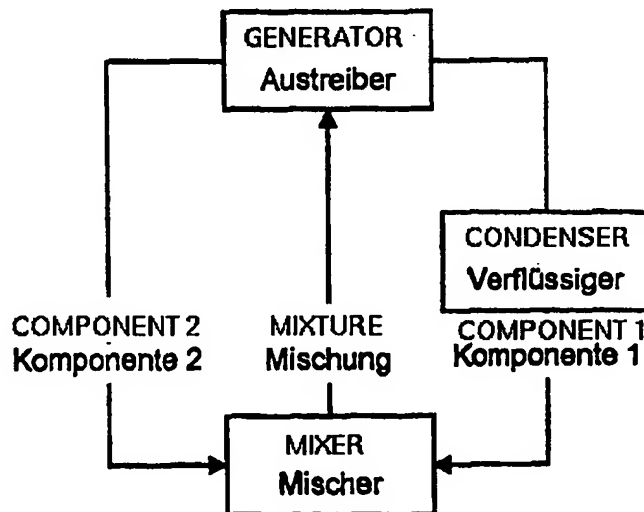 GENERATOR
Austreiber
CONDENSER
Verflüssiger
COMPONENT 2
Komponente 2
MIXTURE
Mischung
COMPONENT 1
Komponente 1
MIXER
Mischer